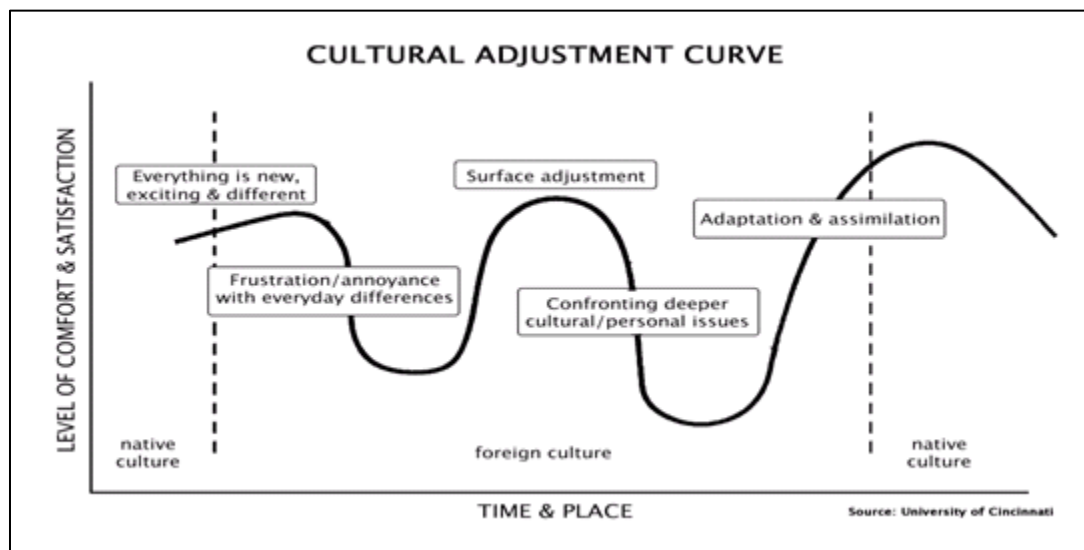 CULTURAL ADJUSTMENT CURVE
LEVEL OF COMFORT & SATISFACTION
Everything is new,
exciting & different
Frustration/annoyance
with everyday differences
Surface adjustment
Confronting deeper
cultural/personal issues
Adaptation & assimilation
native
culture
foreign culture
native
culture
TIME & PLACE
Source: University of Cincinnati